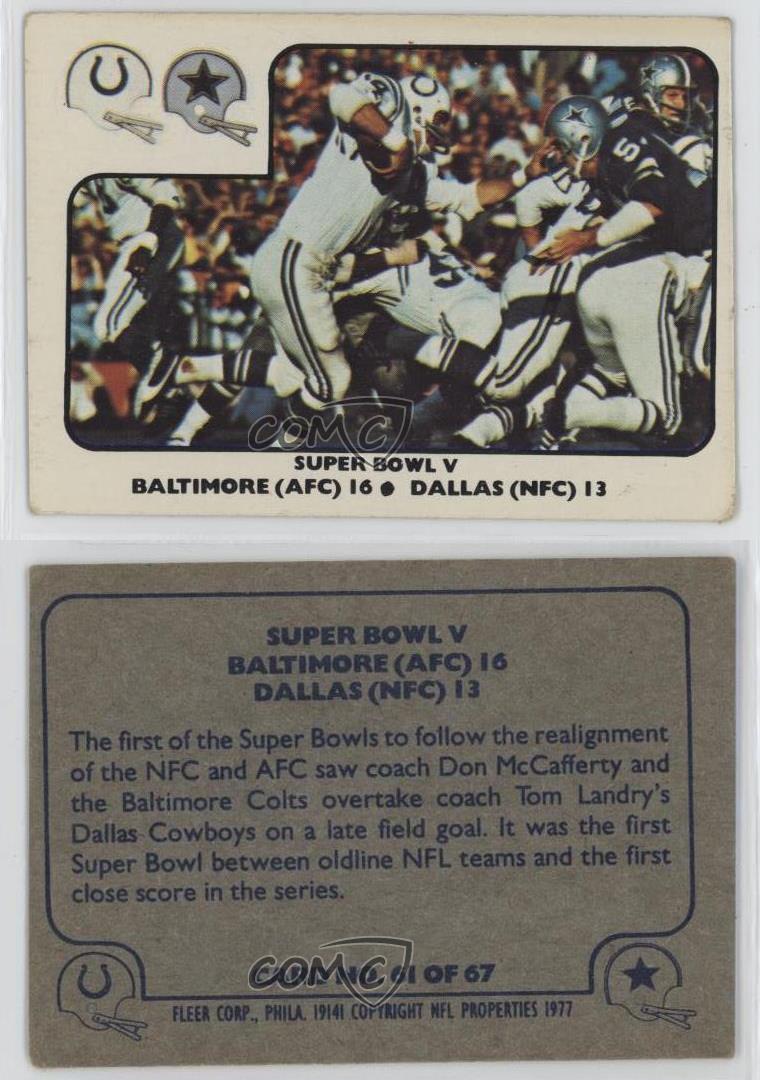 COMC
SUPER BOWL V
BALTIMORE (AFC) 16 ● DALLAS (NFC) 13
SUPER BOWL V
BALTIMORE (AFC) 16
DALLAS (NFC) 13
The first of the Super Bowls to follow the realignment
of the NFC and AFC saw coach Don McCafferty and
the Baltimore Colts overtake coach Tom Landry's
Dallas Cowboys on a late field goal. It was the first
Super Bowl between oldline NFL teams and the first
close score in the series.
COMC
CARD NO. 61 OF 67
FLEER CORP., PHILA. 19141 COPYRIGHT NFL PROPERTIES 1977